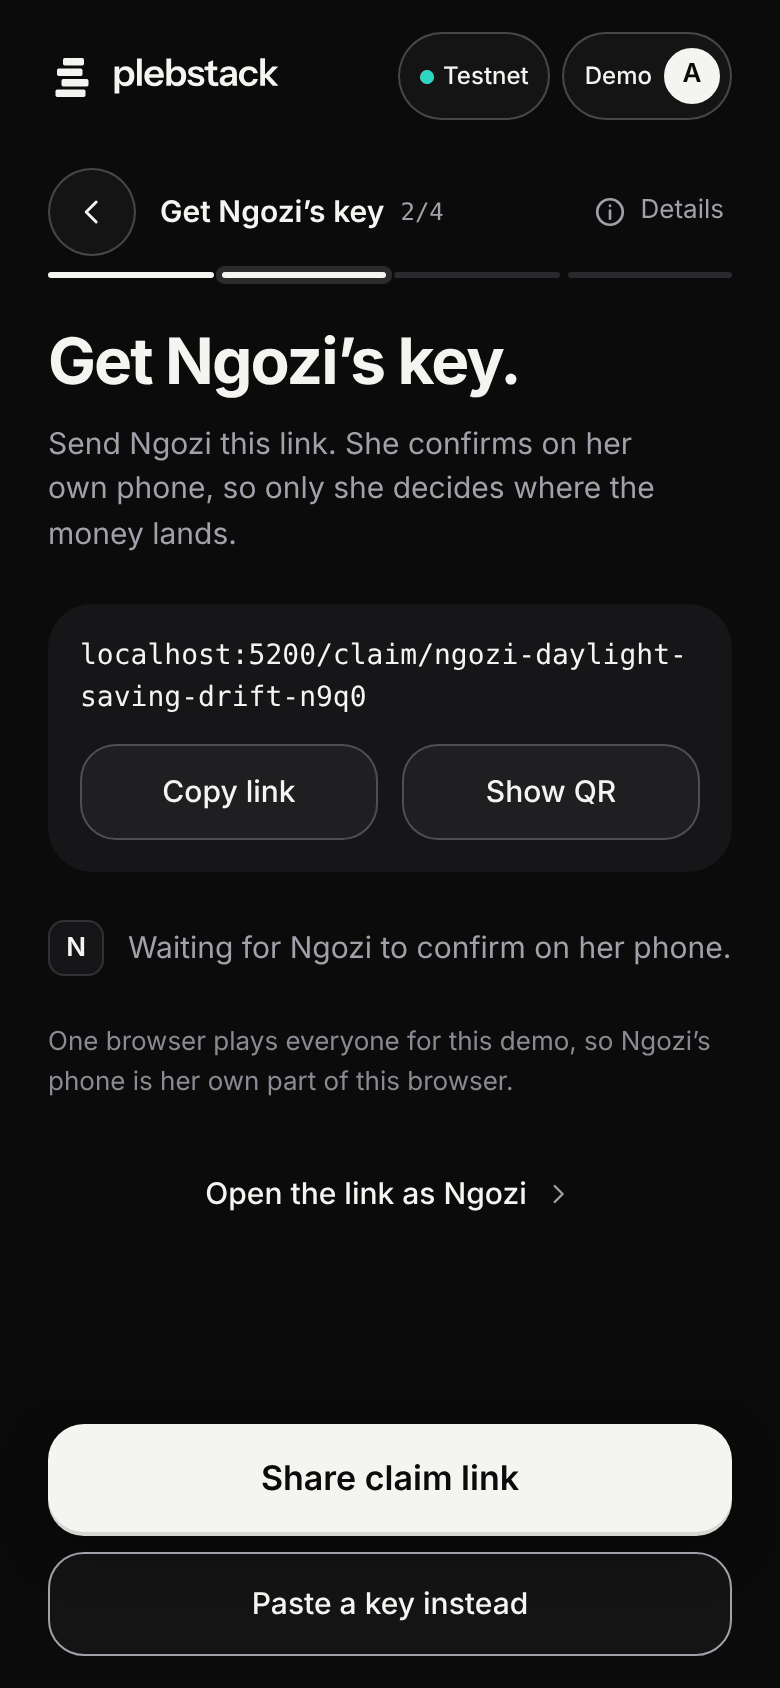 plebstack
Testnet
Demo
A
Get Ngozi’s key 2/4
Details
Get Ngozi’s key.
Send Ngozi this link. She confirms on her
own phone, so only she decides where the
money lands.
localhost:5200/claim/ngozi-daylight-
saving-drift-n9q0
Copy link
Show QR
N
Waiting for Ngozi to confirm on her phone.
One browser plays everyone for this demo, so Ngozi’s
phone is her own part of this browser.
Open the link as Ngozi
Share claim link
Paste a key instead